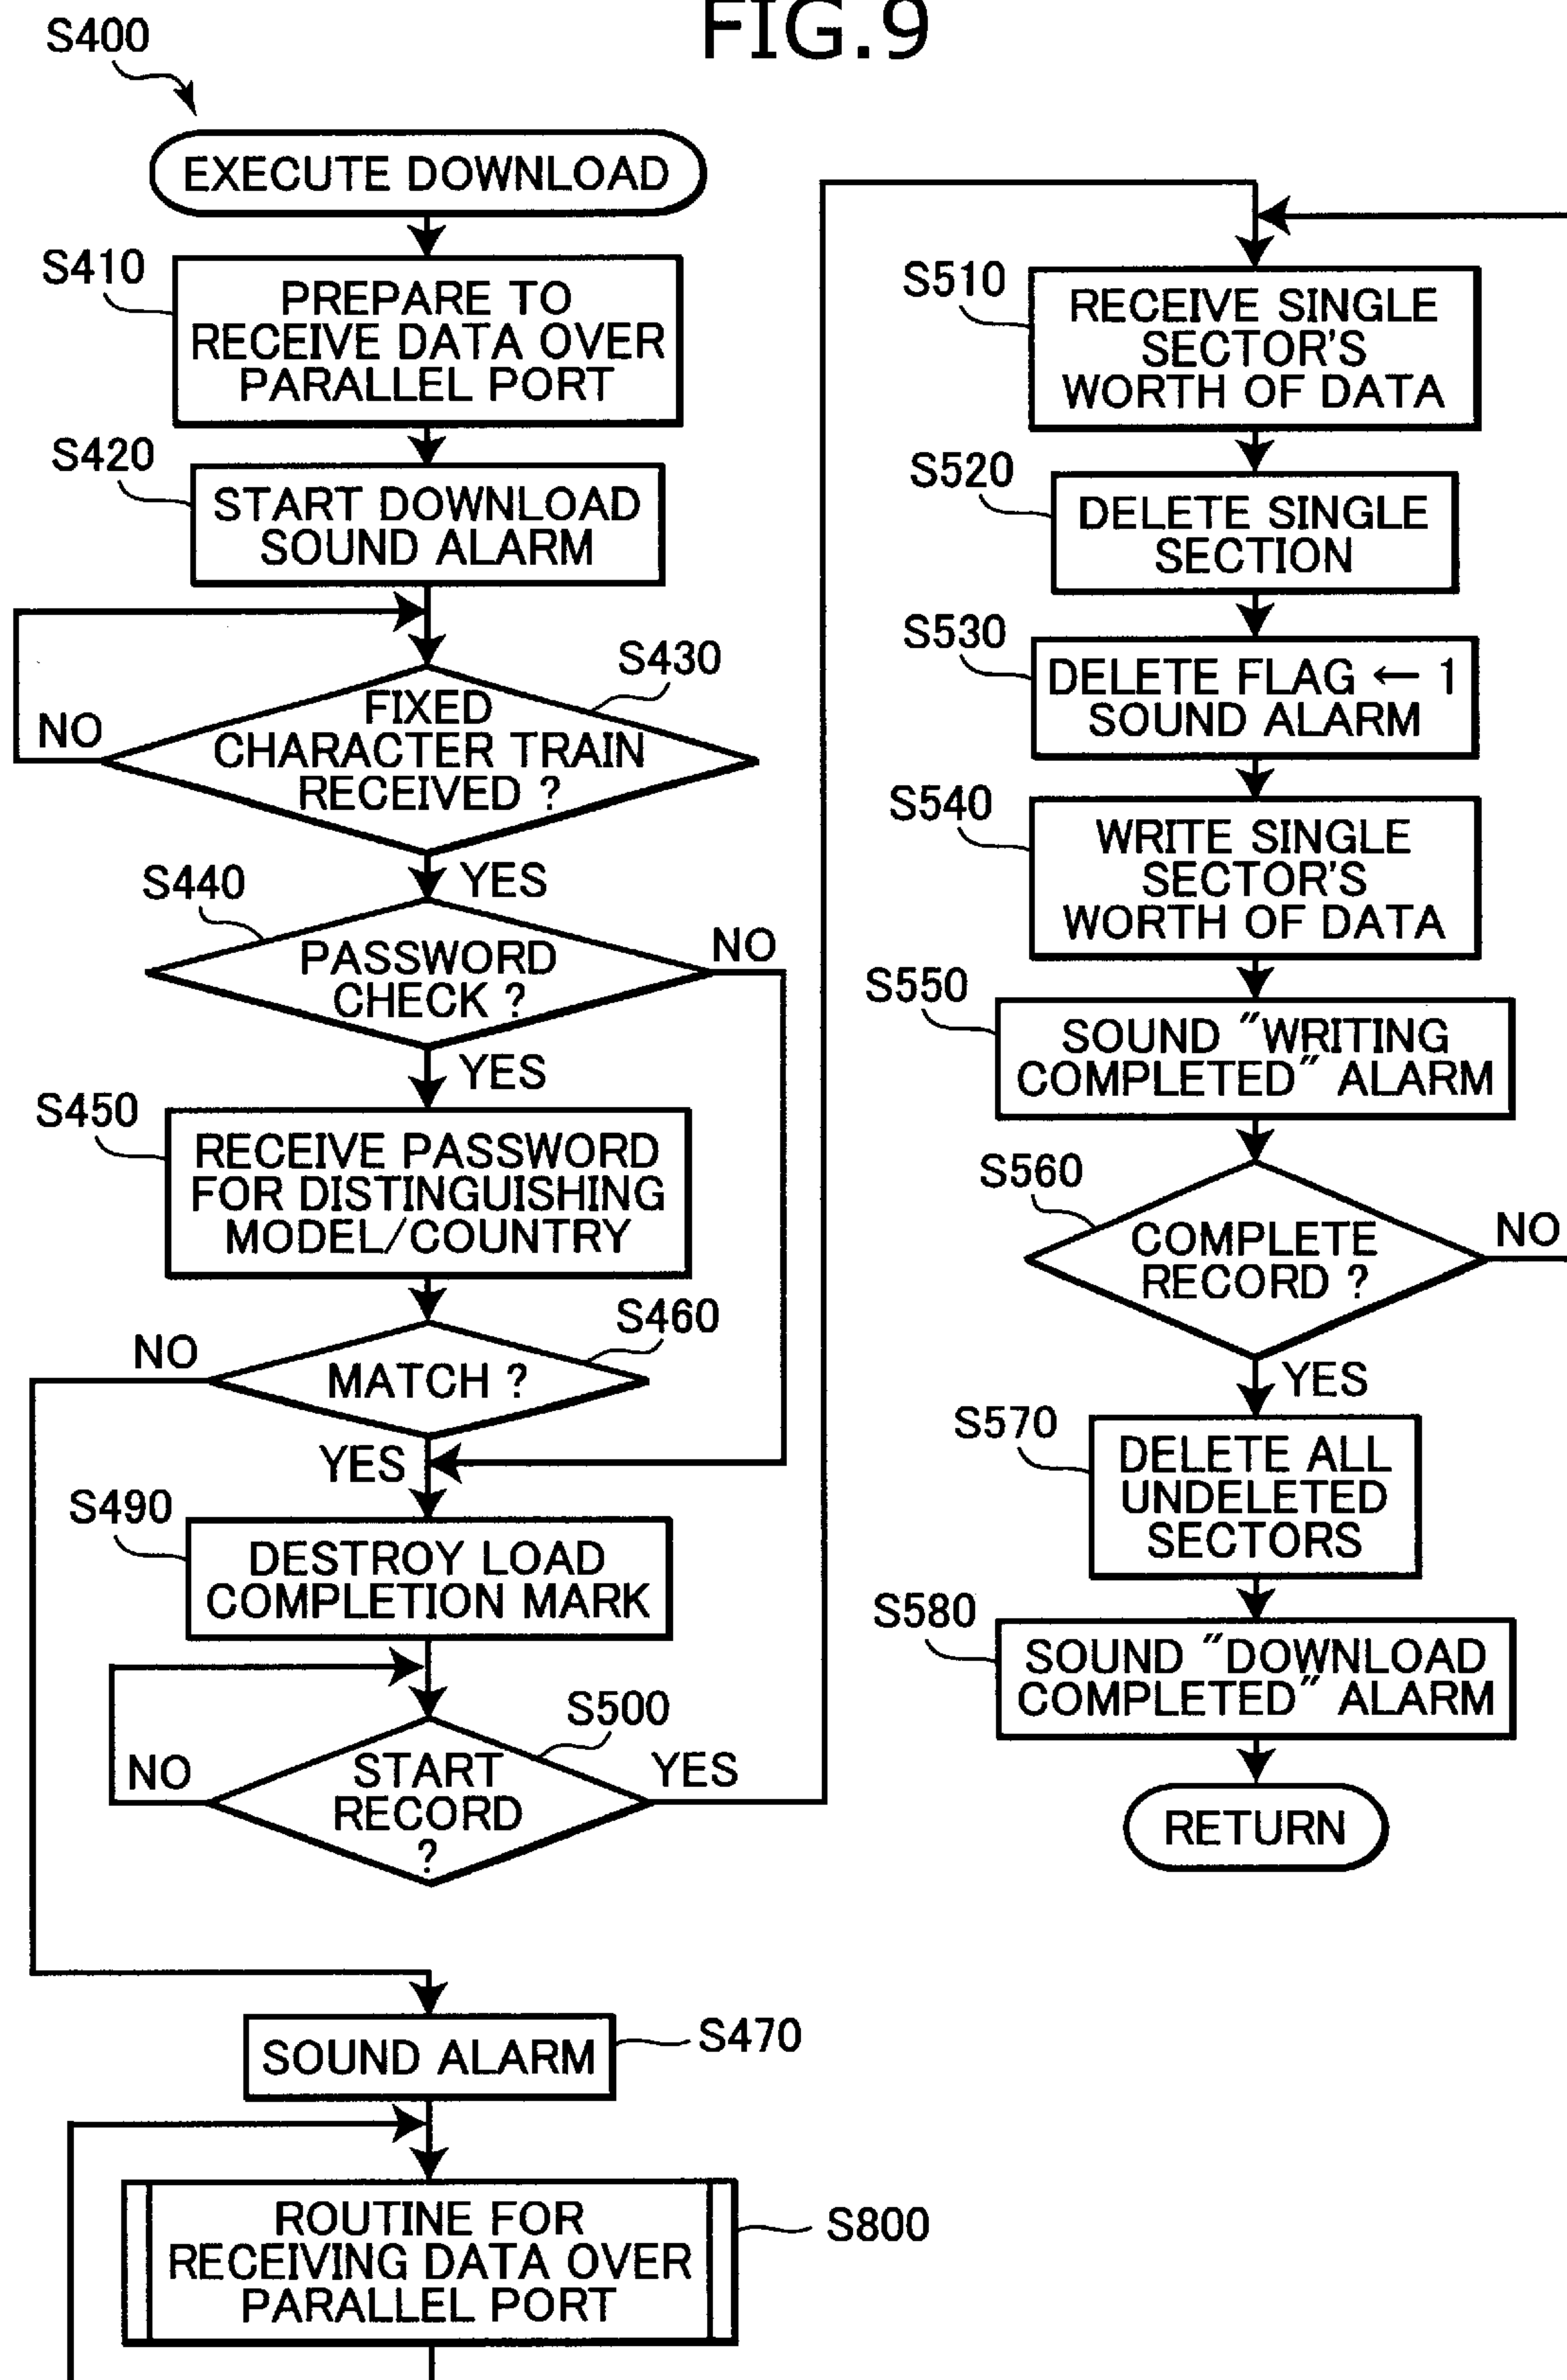 FIG.9
S400
EXECUTE DOWNLOAD
S410
PREPARE TO
RECEIVE DATA OVER
PARALLEL PORT
S420
START DOWNLOAD
SOUND ALARM
S430
FIXED
CHARACTER TRAIN
RECEIVED ?
NO
YES
S440
PASSWORD
CHECK ?
NO
YES
S450
RECEIVE PASSWORD
FOR DISTINGUISHING
MODEL/COUNTRY
S460
MATCH ?
NO
YES
S490
DESTROY LOAD
COMPLETION MARK
S500
START
RECORD
?
NO
YES
S470
SOUND ALARM
S800
ROUTINE FOR
RECEIVING DATA OVER
PARALLEL PORT
S510
RECEIVE SINGLE
SECTOR'S
WORTH OF DATA
S520
DELETE SINGLE
SECTION
S530
DELETE FLAG ← 1
SOUND ALARM
S540
WRITE SINGLE
SECTOR'S
WORTH OF DATA
S550
SOUND "WRITING
COMPLETED" ALARM
S560
COMPLETE
RECORD ?
NO
YES
S570
DELETE ALL
UNDELETED
SECTORS
S580
SOUND "DOWNLOAD
COMPLETED" ALARM
RETURN